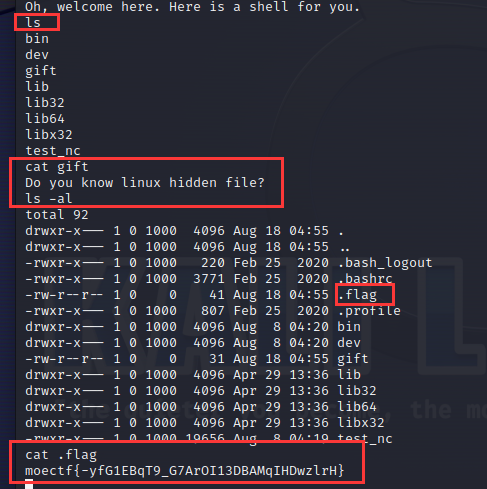 Oh, welcome here. Here is a shell for you.
ls
bin
dev
gift
lib
lib32
lib64
libx32
test_nc
cat gift
Do you know linux hidden file?
ls -al
total 92
drwxr-x--- 1 0 1000  4096 Aug 18 04:55 .
drwxr-x--- 1 0 1000  4096 Aug 18 04:55 ..
-rwxr-x--- 1 0 1000   220 Feb 25  2020 .bash_logout
-rwxr-x--- 1 0 1000  3771 Feb 25  2020 .bashrc
-rw-r--r-- 1 0    0    41 Aug 18 04:55 .flag
-rwxr-x--- 1 0 1000   807 Feb 25  2020 .profile
drwxr-x--- 1 0 1000  4096 Aug  8 04:20 bin
drwxr-x--- 1 0 1000  4096 Aug  8 04:20 dev
-rw-r--r-- 1 0    0    31 Aug 18 04:55 gift
drwxr-x--- 1 0 1000  4096 Apr 29 13:36 lib
drwxr-x--- 1 0 1000  4096 Apr 29 13:36 lib32
drwxr-x--- 1 0 1000  4096 Apr 29 13:36 lib64
drwxr-x--- 1 0 1000  4096 Apr 29 13:36 libx32
-rwxr-x--- 1 0 1000 19656 Aug  8 04:19 test_nc
cat .flag
moectf{-yfG1EBqT9_G7ArOI13DBAMqIHDwzlrH}